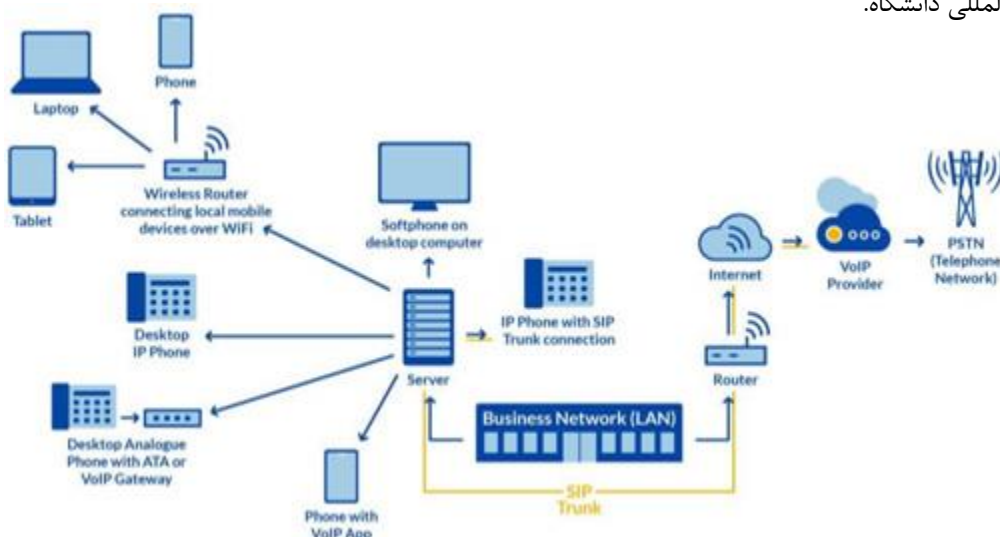 دانشگاه.
Phone
Laptop
Tablet
Wireless Router
connecting local mobile
devices over WiFi
Softphone on
desktop computer
Desktop
IP Phone
IP Phone with SIP
Trunk connection
Server
Desktop Analogue
Phone with ATA or
VoIP Gateway
Phone with
VoIP App
Business Network (LAN)
SIP
Trunk
Router
Internet
VoIP
Provider
PSTN
(Telephone
Network)